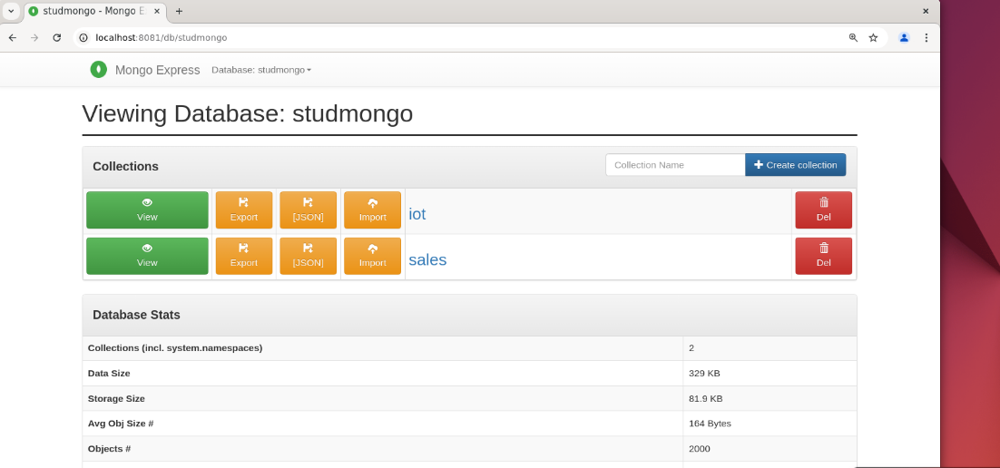 studmongo - Mongo E
localhost:8081/db/studmongo
Mongo Express Database: studmongo
Viewing Database: studmongo
Collections Collection Name Create collection
View Export [JSON] Import iot Del
View Export [JSON] Import sales Del
Database Stats
Collections (incl. system.namespaces) 2
Data Size 329 KB
Storage Size 81.9 KB
Avg Obj Size # 164 Bytes
Objects # 2000